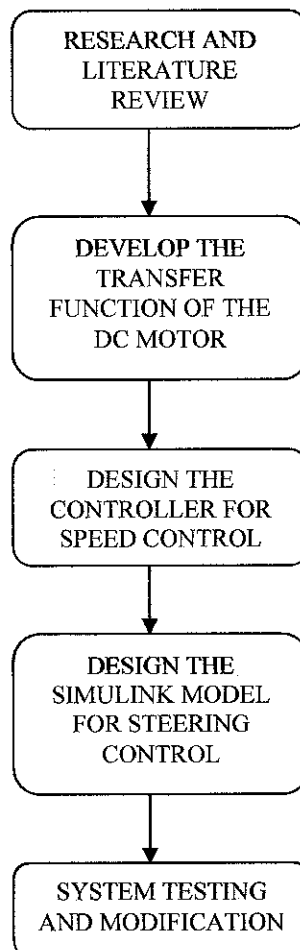 RESEARCH AND
LITERATURE
REVIEW
DEVELOP THE
TRANSFER
FUNCTION OF THE
DC MOTOR
DESIGN THE
CONTROLLER FOR
SPEED CONTROL
DESIGN THE
SIMULINK MODEL
FOR STEERING
CONTROL
SYSTEM TESTING
AND MODIFICATION